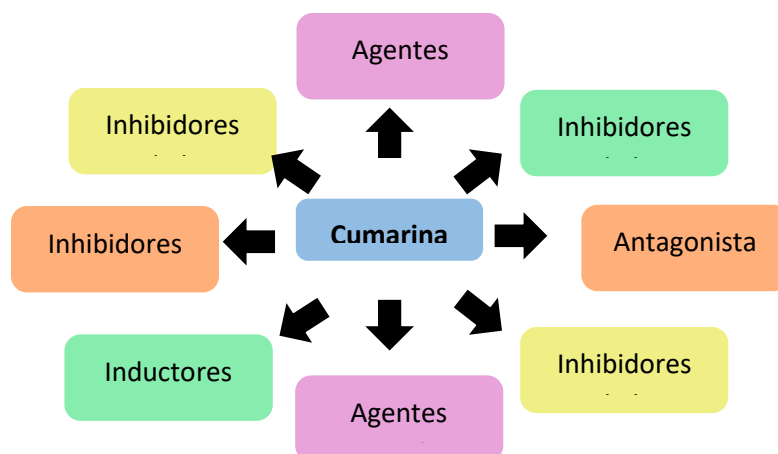 Agentes
Inhibidores
Inhibidores
Inhibidores
Cumarina
Antagonista
Inductores
Inhibidores
Agentes